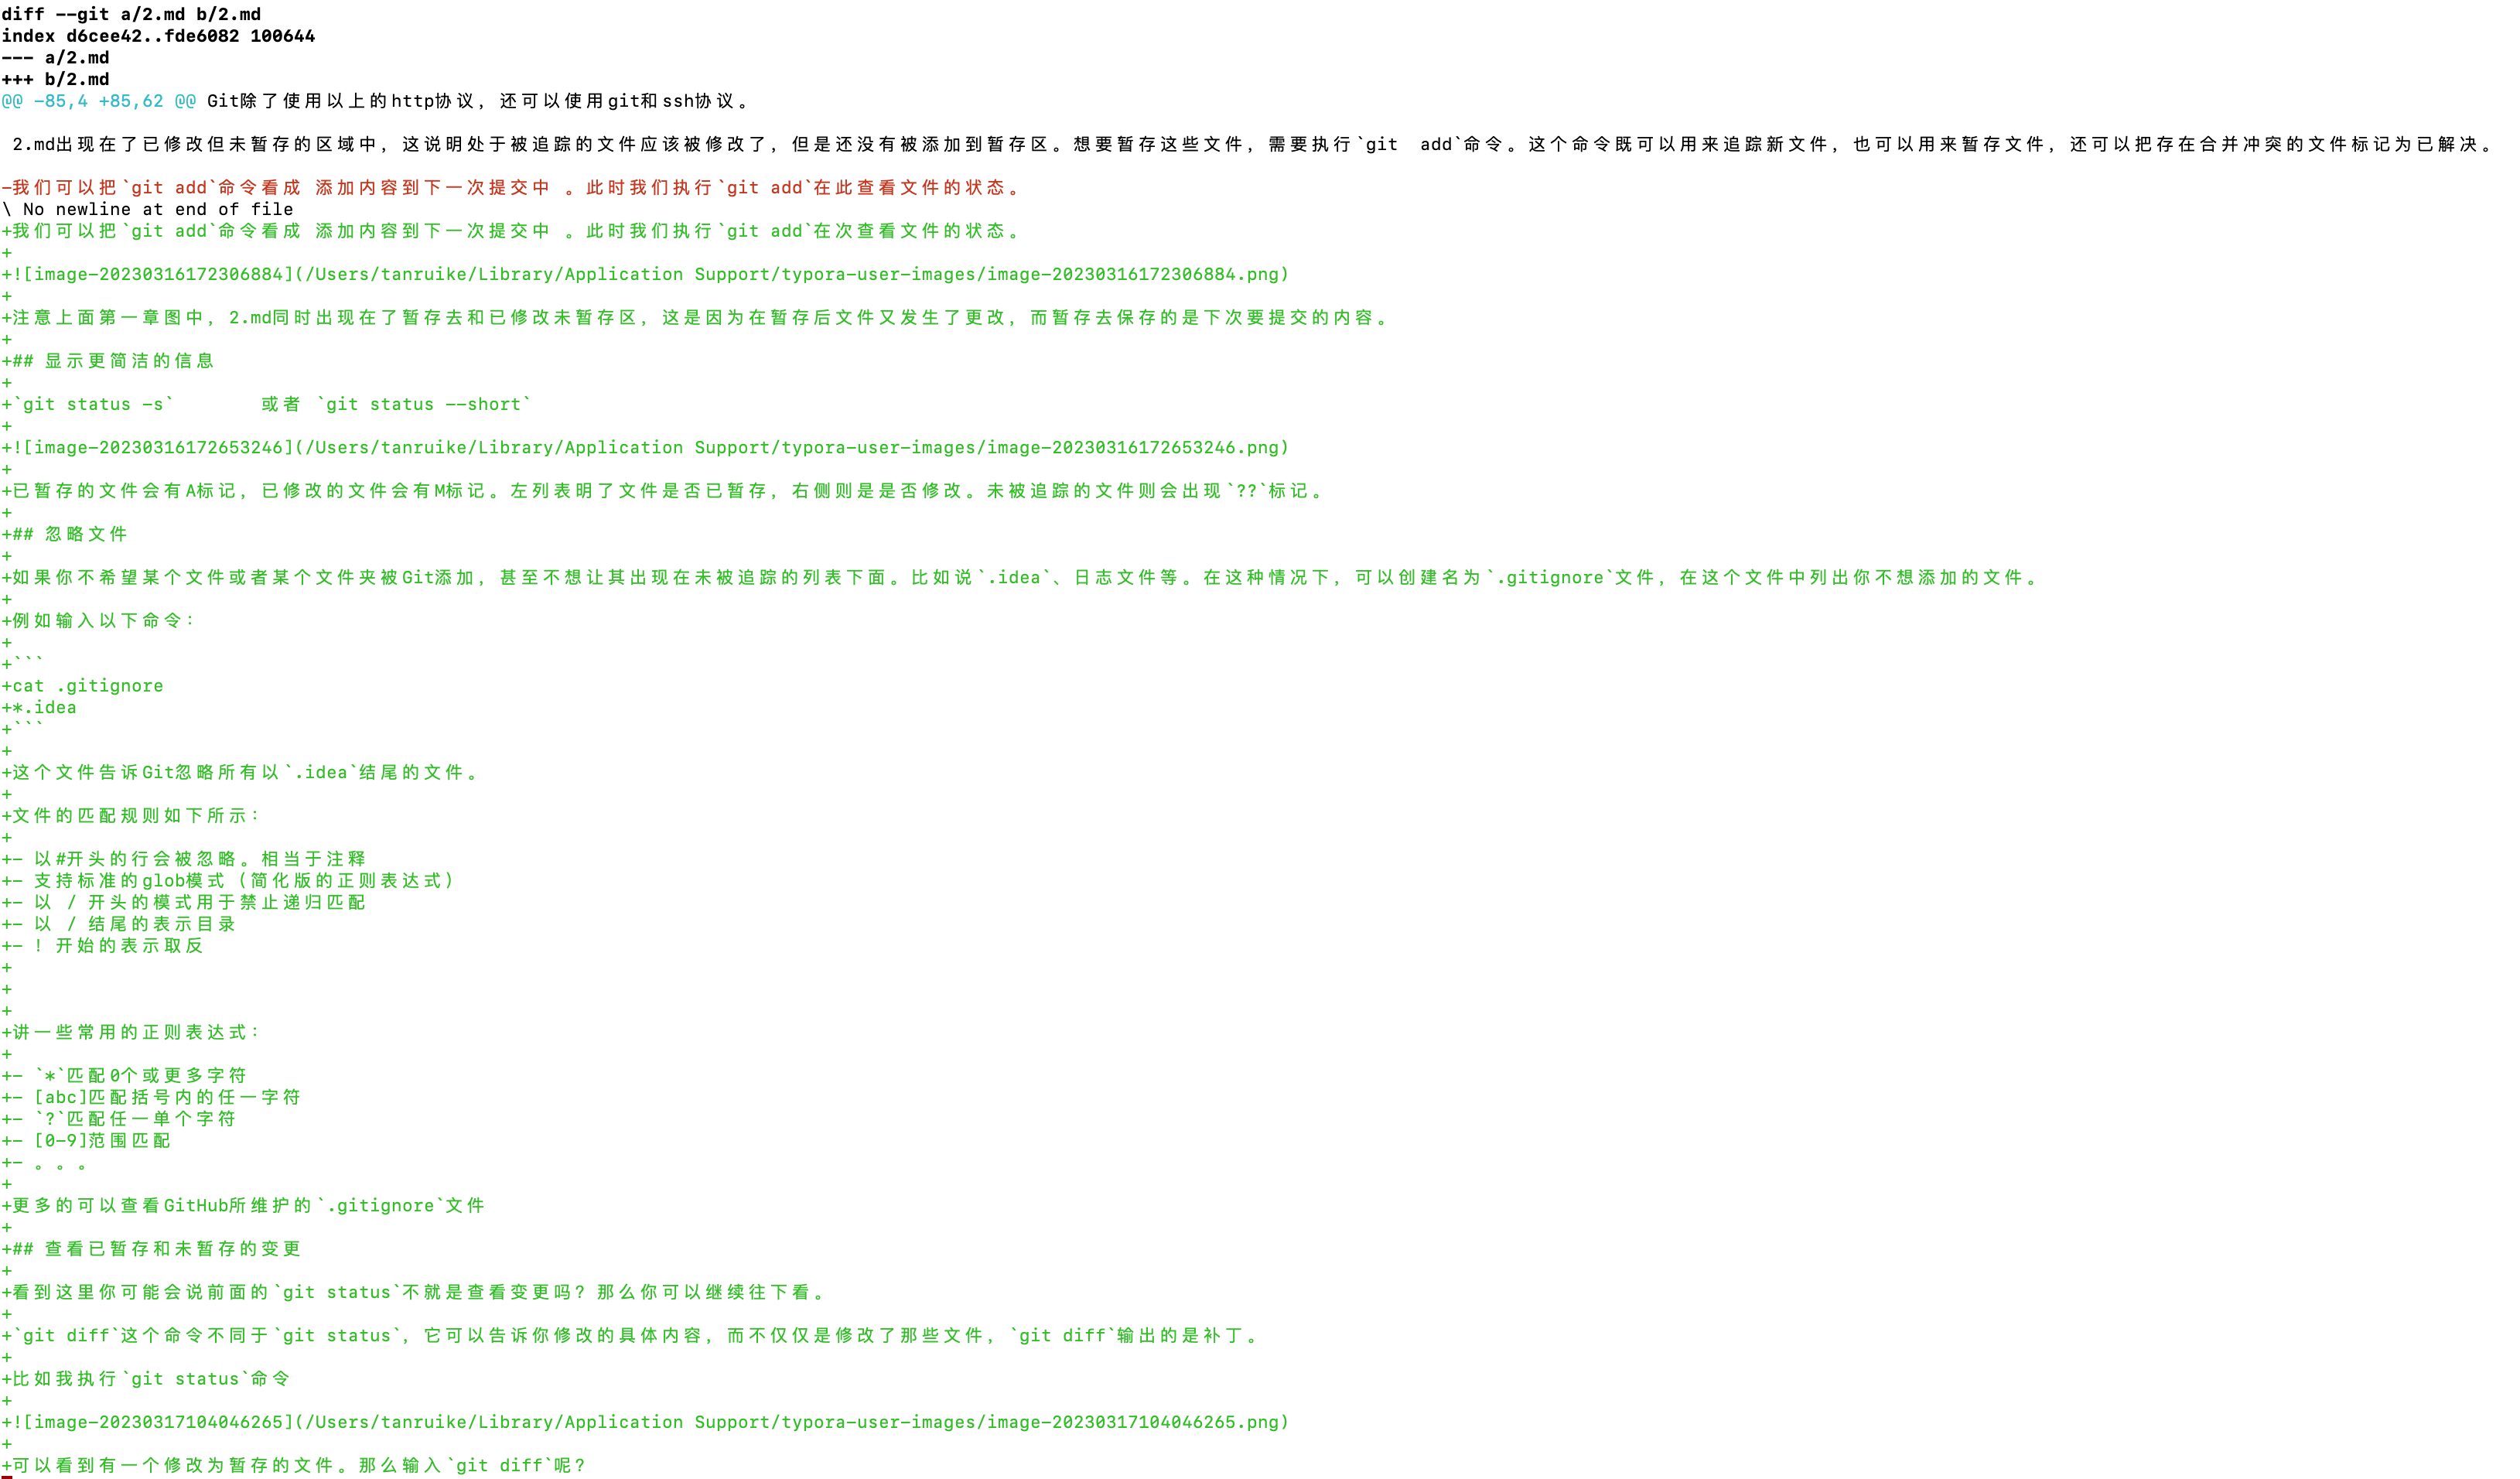 diff --git a/2.md b/2.md
index d6cee42..fde6082 100644
--- a/2.md
+++ b/2.md
@@ -85,4 +85,62 @@ Git除了使用以上的http协议，还可以使用git和ssh协议。

 2.md出现在了已修改但未暂存的区域中，这说明处于被追踪的文件应该被修改了，但是还没有被添加到暂存区。想要暂存这些文件，需要执行`git  add`命令。这个命令既可以用来追踪新文件，也可以用来暂存文件，还可以把存在合并冲突的文件标记为已解决。

-我们可以把`git add`命令看成 添加内容到下一次提交中 。此时我们执行`git add`在此查看文件的状态。
\ No newline at end of file
+我们可以把`git add`命令看成 添加内容到下一次提交中 。此时我们执行`git add`在次查看文件的状态。
+
+![image-20230316172306884](/Users/tanruike/Library/Application Support/typora-user-images/image-20230316172306884.png)
+
+注意上面第一章图中，2.md同时出现在了暂存去和已修改未暂存区，这是因为在暂存后文件又发生了更改，而暂存去保存的是下次要提交的内容。
+
+## 显示更简洁的信息
+
+`git status -s`        或者 `git status --short`
+
+![image-20230316172653246](/Users/tanruike/Library/Application Support/typora-user-images/image-20230316172653246.png)
+
+已暂存的文件会有A标记，已修改的文件会有M标记。左列表明了文件是否已暂存，右侧则是是否修改。未被追踪的文件则会出现`??`标记。
+
+## 忽略文件
+
+如果你不希望某个文件或者某个文件夹被Git添加，甚至不想让其出现在未被追踪的列表下面。比如说`.idea`、日志文件等。在这种情况下，可以创建名为`.gitignore`文件，在这个文件中列出你不想添加的文件。
+
+例如输入以下命令：
+
+```
+cat .gitignore
+*.idea
+```
+
+这个文件告诉Git忽略所有以`.idea`结尾的文件。
+
+文件的匹配规则如下所示：
+
+- 以#开头的行会被忽略。相当于注释
+- 支持标准的glob模式（简化版的正则表达式）
+- 以 / 开头的模式用于禁止递归匹配
+- 以 / 结尾的表示目录
+- ! 开始的表示取反
+
+
+
+讲一些常用的正则表达式：
+
+- `*`匹配0个或更多字符
+- [abc]匹配括号内的任一字符
+- `?`匹配任一单个字符
+- [0-9]范围匹配
+- 。。。
+
+更多的可以查看GitHub所维护的`.gitignore`文件
+
+## 查看已暂存和未暂存的变更
+
+看到这里你可能会说前面的`git status`不就是查看变更吗？那么你可以继续往下看。
+
+`git diff`这个命令不同于`git status`，它可以告诉你修改的具体内容，而不仅仅是修改了那些文件，`git diff`输出的是补丁。
+
+比如我执行`git status`命令
+
+![image-20230317104046265](/Users/tanruike/Library/Application Support/typora-user-images/image-20230317104046265.png)
+
+可以看到有一个修改为暂存的文件。那么输入`git diff`呢？